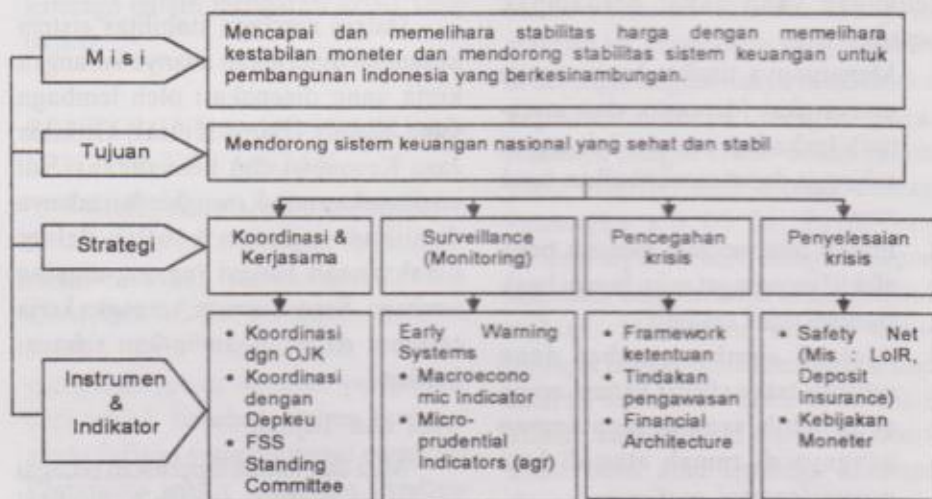 Misi
Mencapai dan memelihara stabilitas harga dengan memelihara
kestabilan moneter dan mendorong stabilitas sistem keuangan untuk
pembangunan Indonesia yang berkesinambungan.
Tujuan
Mendorong sistem keuangan nasional yang sehat dan stabil
Strategi
Koordinasi &
Kerjasama
Surveillance
(Monitoring)
Pencegahan
krisis
Penyelesaian
krisis
Instrumen
&
Indikator
• Koordinasi
dgn OJK
• Koordinasi
dengan
Depkeu
• FSS
Standing
Committee
Early Warning
Systems
• Macroecono
mic Indicator
• Micro-
prudential
Indicators (agr)
• Framework
ketentuan
• Tindakan
pengawasan
• Financial
Architecture
• Safety Net
(Mis : LoIR,
Deposit
Insurance)
• Kebijakan
Moneter